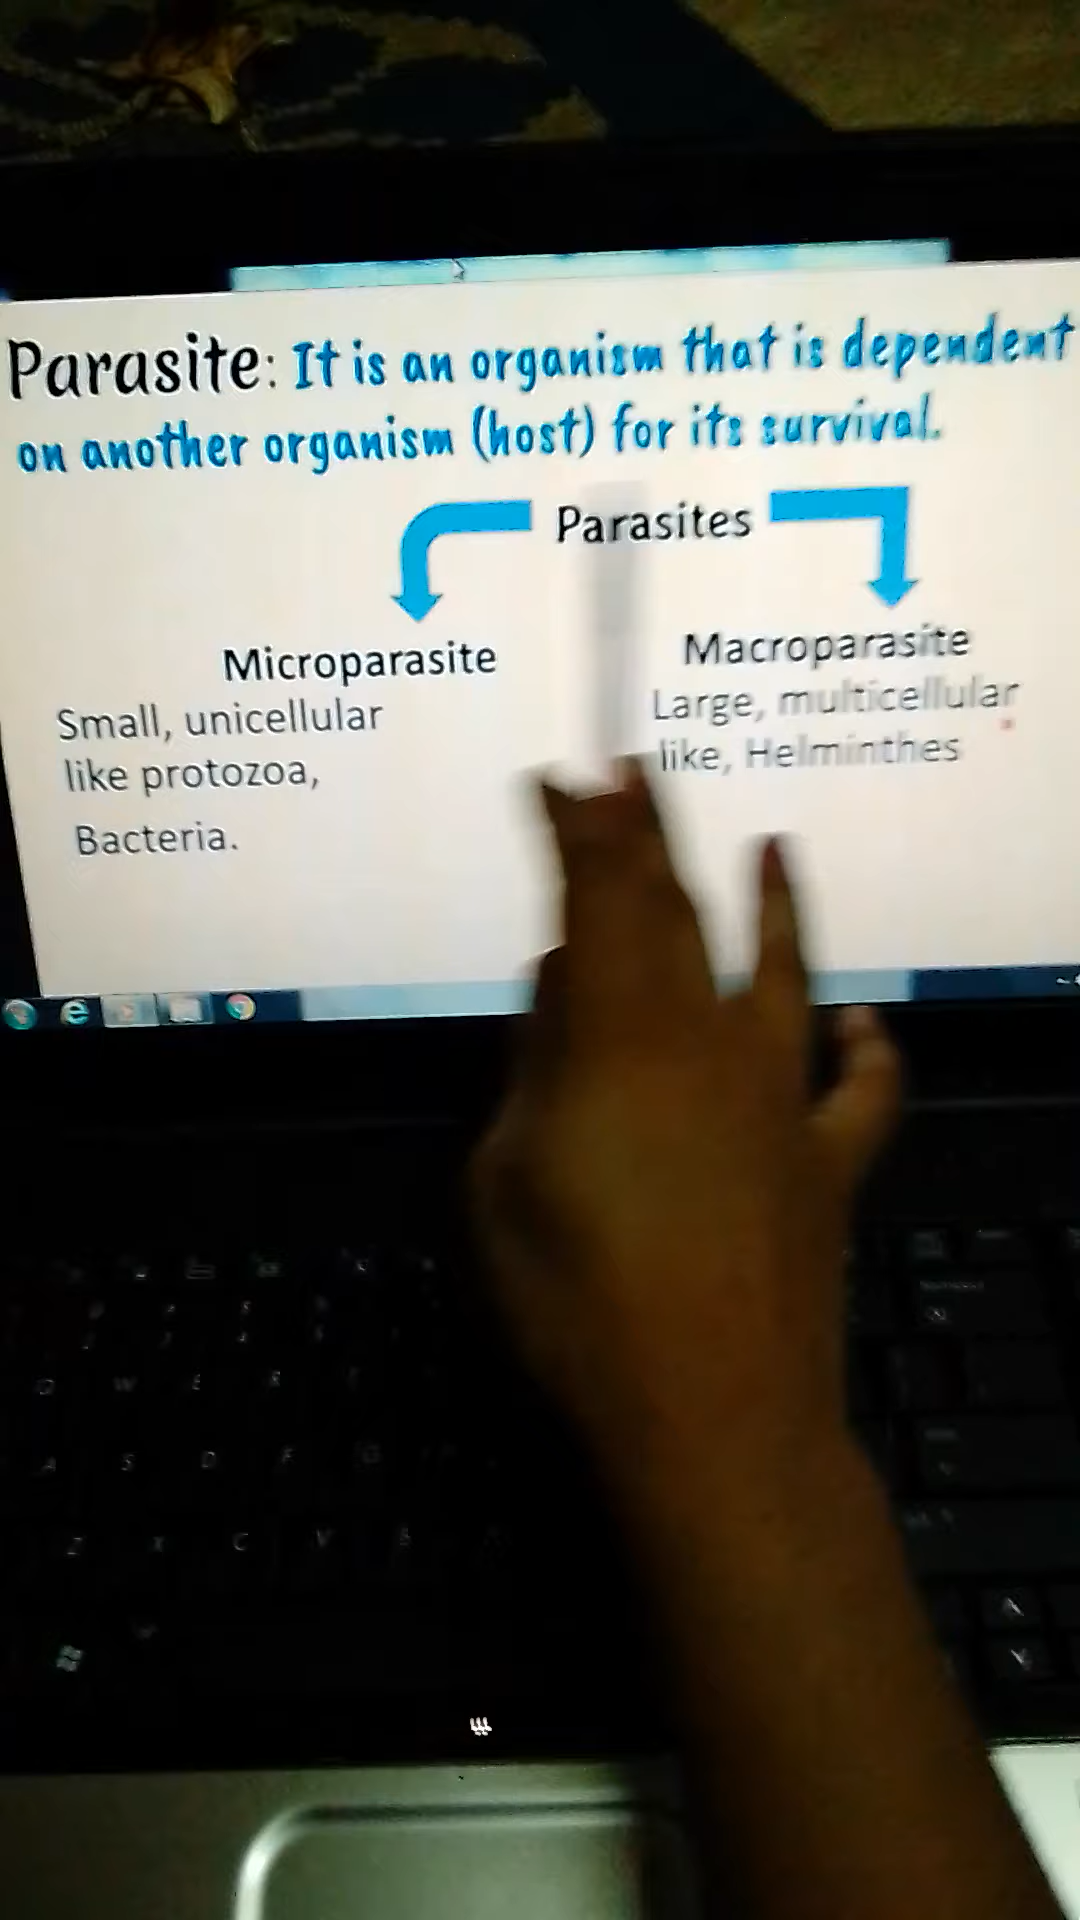 Parasite: It is an organism that is dependent
on another organism (host) for its survival.
Parasites
Microparasite
Small, unicellular
like protozoa,
Bacteria.
Macroparasite
Large, multicellular
like, Helminthes
Q W E R T
A S D F G
Z X C V B